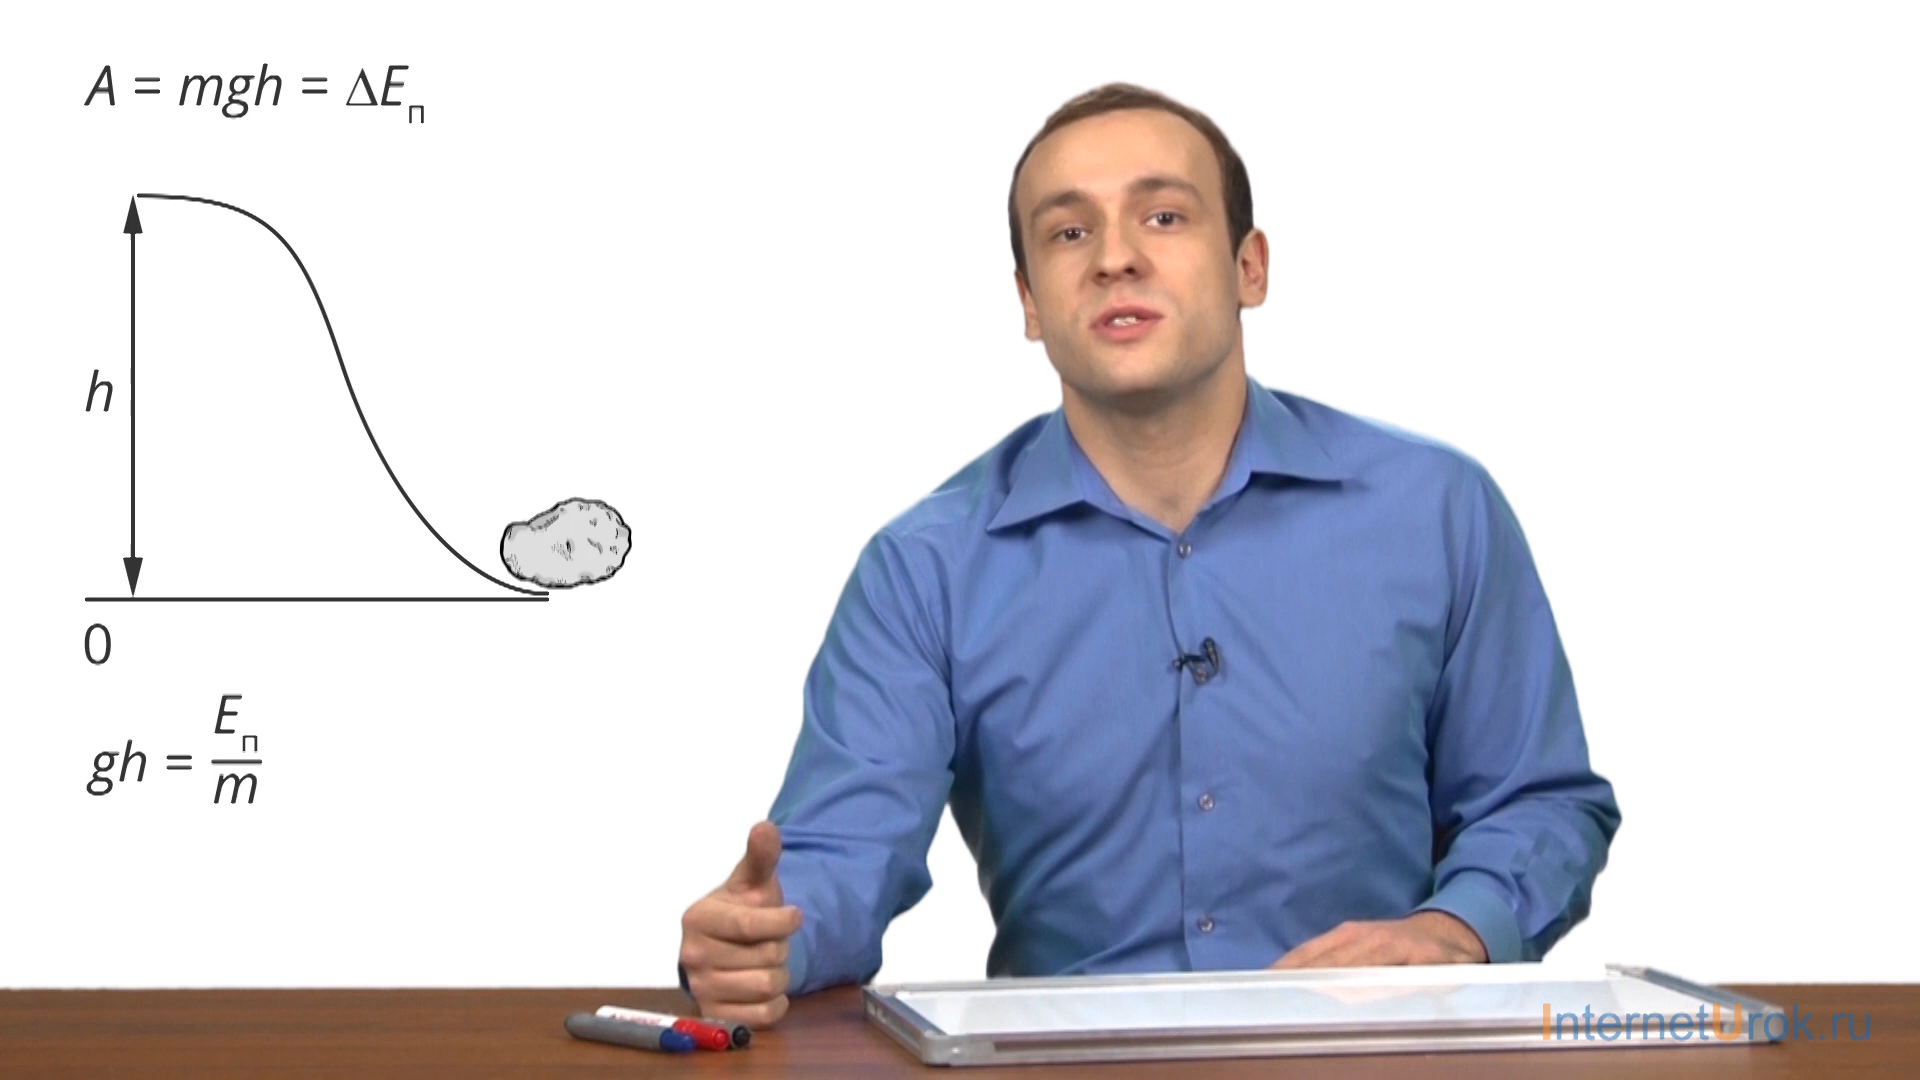 A = mgh = ΔEп
h
0
gh = Eп/m
InternetUrok.ru